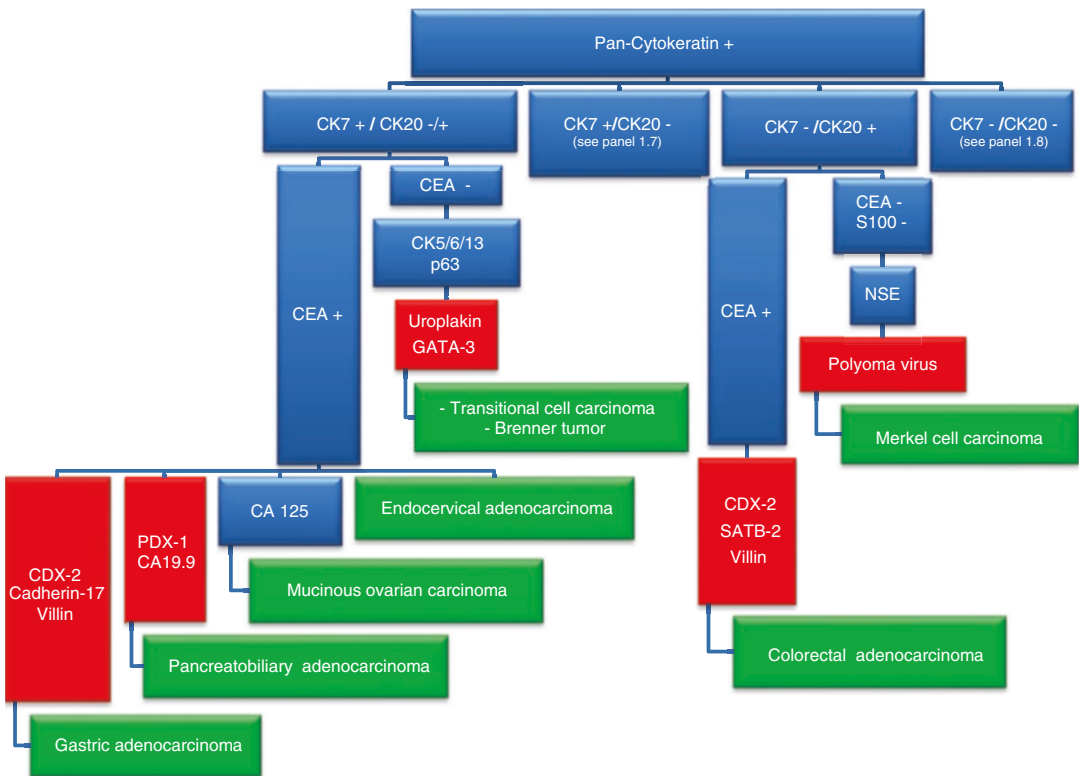 Pan-Cytokeratin +
CK7 + / CK20 -/+
CK7 +/CK20 -
(see panel 1.7)
CK7 - /CK20 +
CK7 - /CK20 -
(see panel 1.8)
CEA +
CEA -
CK5/6/13
p63
Uroplakin
GATA-3
- Transitional cell carcinoma
- Brenner tumor
CEA +
CEA -
S100 -
NSE
Polyoma virus
Merkel cell carcinoma
CDX-2
Cadherin-17
Villin
PDX-1
CA19.9
CA 125
Endocervical adenocarcinoma
Mucinous ovarian carcinoma
Pancreatobiliary adenocarcinoma
Gastric adenocarcinoma
CDX-2
SATB-2
Villin
Colorectal adenocarcinoma